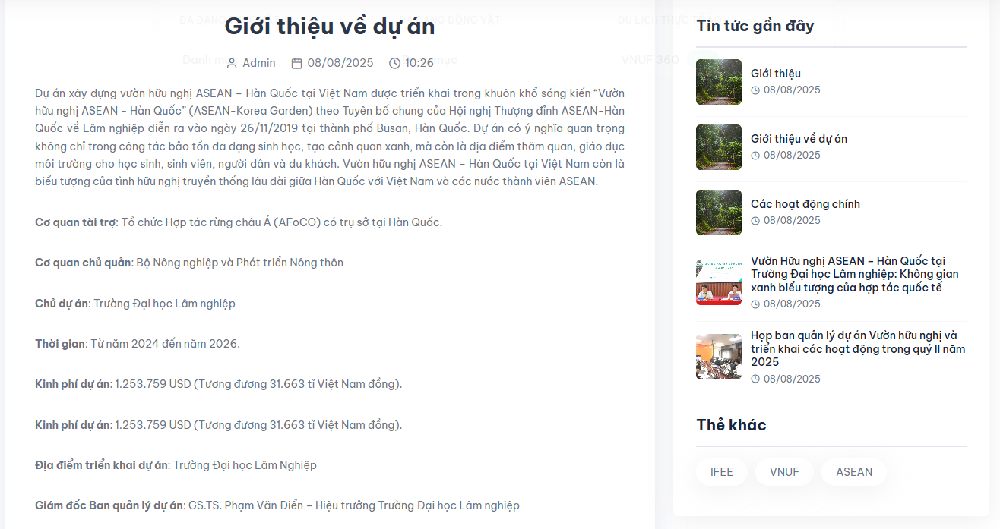 Giới thiệu về dự án
Admin 08/08/2025 10:26
Dự án xây dựng vườn hữu nghị ASEAN – Hàn Quốc tại Việt Nam được triển khai trong khuôn khổ sáng kiến “Vườn
hữu nghị ASEAN - Hàn Quốc” (ASEAN-Korea Garden) theo Tuyên bố chung của Hội nghị Thượng đỉnh ASEAN-Hàn
Quốc về Lâm nghiệp diễn ra vào ngày 26/11/2019 tại thành phố Busan, Hàn Quốc. Dự án có ý nghĩa quan trọng
không chỉ trong công tác bảo tồn đa dạng sinh học, tạo cảnh quan xanh, mà còn là địa điểm thăm quan, giáo dục
môi trường cho học sinh, sinh viên, người dân và du khách. Vườn hữu nghị ASEAN – Hàn Quốc tại Việt Nam còn là
biểu tượng của tình hữu nghị truyền thống lâu dài giữa Hàn Quốc với Việt Nam và các nước thành viên ASEAN.
Cơ quan tài trợ: Tổ chức Hợp tác rừng châu Á (AFoCO) có trụ sở tại Hàn Quốc.
Cơ quan chủ quản: Bộ Nông nghiệp và Phát triển Nông thôn
Chủ dự án: Trường Đại học Lâm nghiệp
Thời gian: Từ năm 2024 đến năm 2026.
Kinh phí dự án: 1.253.759 USD (Tương đương 31.663 tỉ Việt Nam đồng).
Kinh phí dự án: 1.253.759 USD (Tương đương 31.663 tỉ Việt Nam đồng).
Địa điểm triển khai dự án: Trường Đại học Lâm Nghiệp
Giám đốc Ban quản lý dự án: GS.TS. Phạm Văn Điển – Hiệu trưởng Trường Đại học Lâm nghiệp
Tin tức gần đây
Giới thiệu
08/08/2025
Giới thiệu về dự án
08/08/2025
Các hoạt động chính
08/08/2025
Vườn Hữu nghị ASEAN – Hàn Quốc tại
Trường Đại học Lâm nghiệp: Không gian
xanh biểu tượng của hợp tác quốc tế
08/08/2025
Họp ban quản lý dự án Vườn hữu nghị và
triển khai các hoạt động trong quý II năm
2025
08/08/2025
Thẻ khác
IFEE VNUF ASEAN
VNUF 360